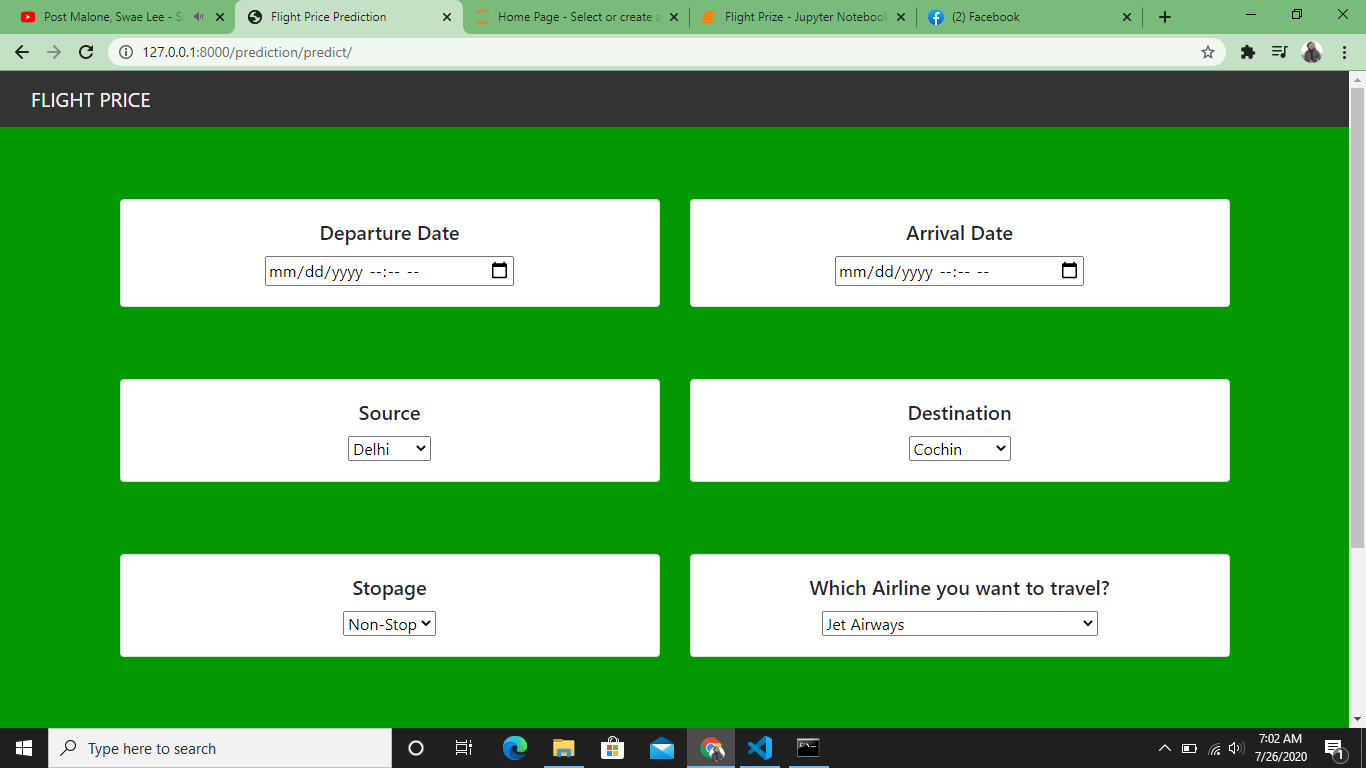 Post Malone, Swae Lee - S
Flight Price Prediction
Home Page - Select or create a
Flight Prize - Jupyter Notebook
(2) Facebook
127.0.0.1:8000/prediction/predict/
FLIGHT PRICE
Departure Date
mm/dd/yyyy --:-- --
Arrival Date
mm/dd/yyyy --:-- --
Source
Delhi
Destination
Cochin
Stopage
Non-Stop
Which Airline you want to travel?
Jet Airways
Type here to search
7:02 AM
7/26/2020
1